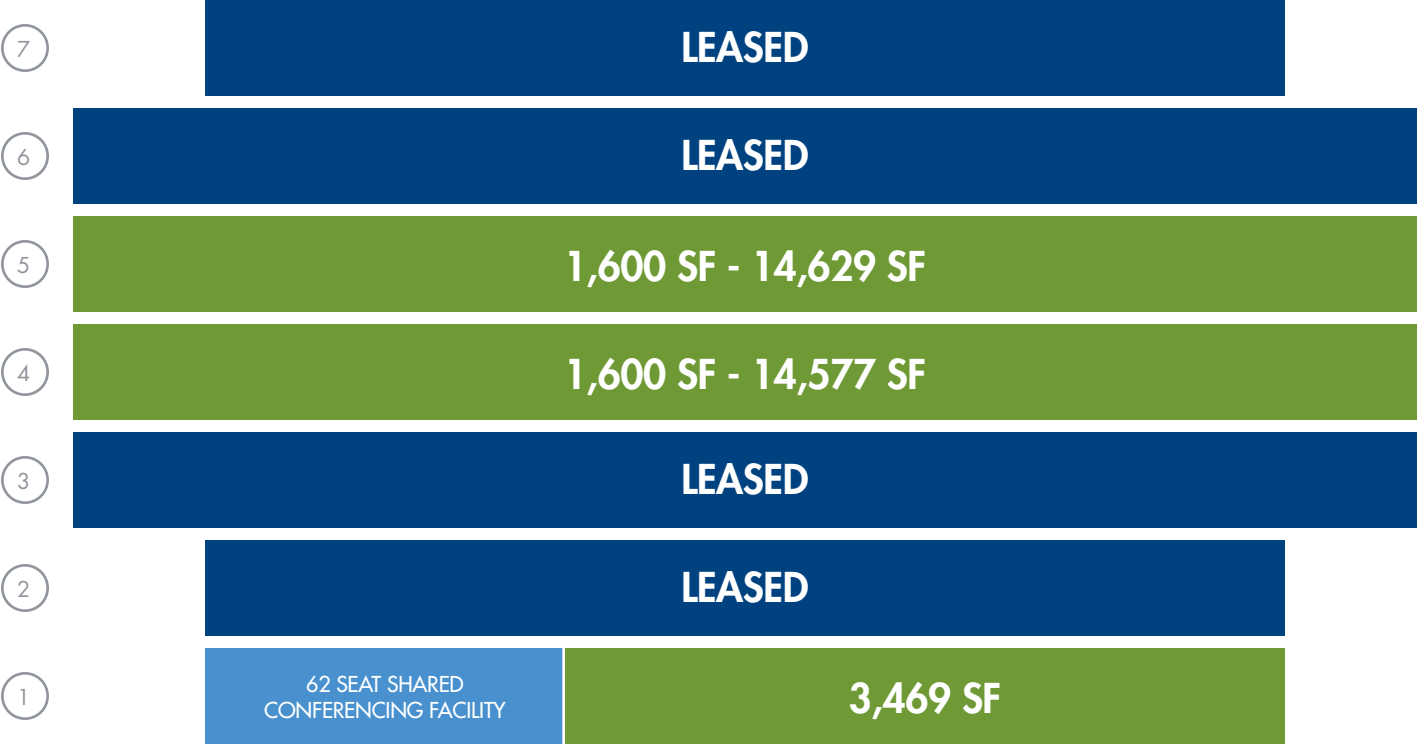 7
LEASED
6
LEASED
5
1,600 SF - 14,629 SF
4
1,600 SF - 14,577 SF
3
LEASED
2
LEASED
1
62 SEAT SHARED
CONFERENCING FACILITY
3,469 SF